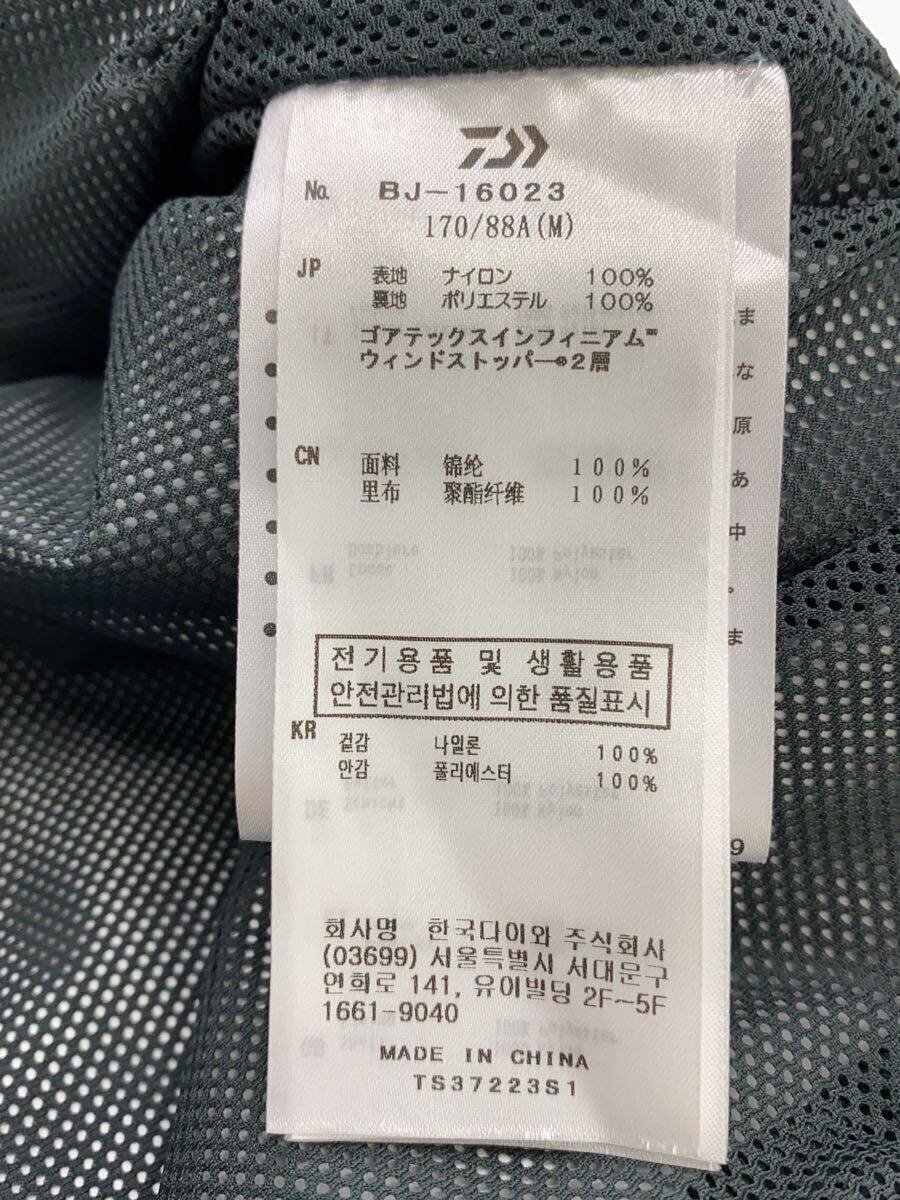 No. BJ-16023
170/88A(M)
JP 表地 ナイロン 100%
裏地 ポリエステル 100%
ゴアテックスインフィニアム™
ウィンドストッパー®2層
CN 面料 锦纶 100%
里布 聚酯纤维 100%
전기용품 및 생활용품
안전관리법에 의한 품질표시
KR 겉감 나일론 100%
안감 폴리에스터 100%
회사명 한국다이와 주식회사
(03699) 서울특별시 서대문구
연희로 141, 유이빌딩 2F~5F
1661-9040
MADE IN CHINA
TS37223S1
ま
な
原
あ
中
。
ま
9